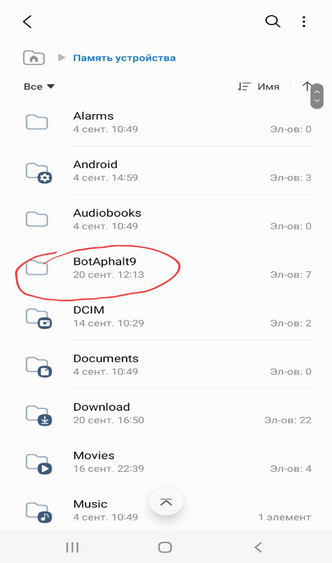 Память устройства
Все
Имя
Alarms
4 сент. 10:49
Эл-ов: 0
Android
4 сент. 14:59
Эл-ов: 3
Audiobooks
4 сент. 10:49
Эл-ов: 0
BotAphalt9
20 сент. 12:13
Эл-ов: 7
DCIM
14 сент. 10:29
Эл-ов: 2
Documents
4 сент. 10:49
Эл-ов: 0
Download
20 сент. 16:50
Эл-ов: 22
Movies
16 сент. 22:39
Эл-ов: 4
Music
4 сент. 10:49
1 элемент